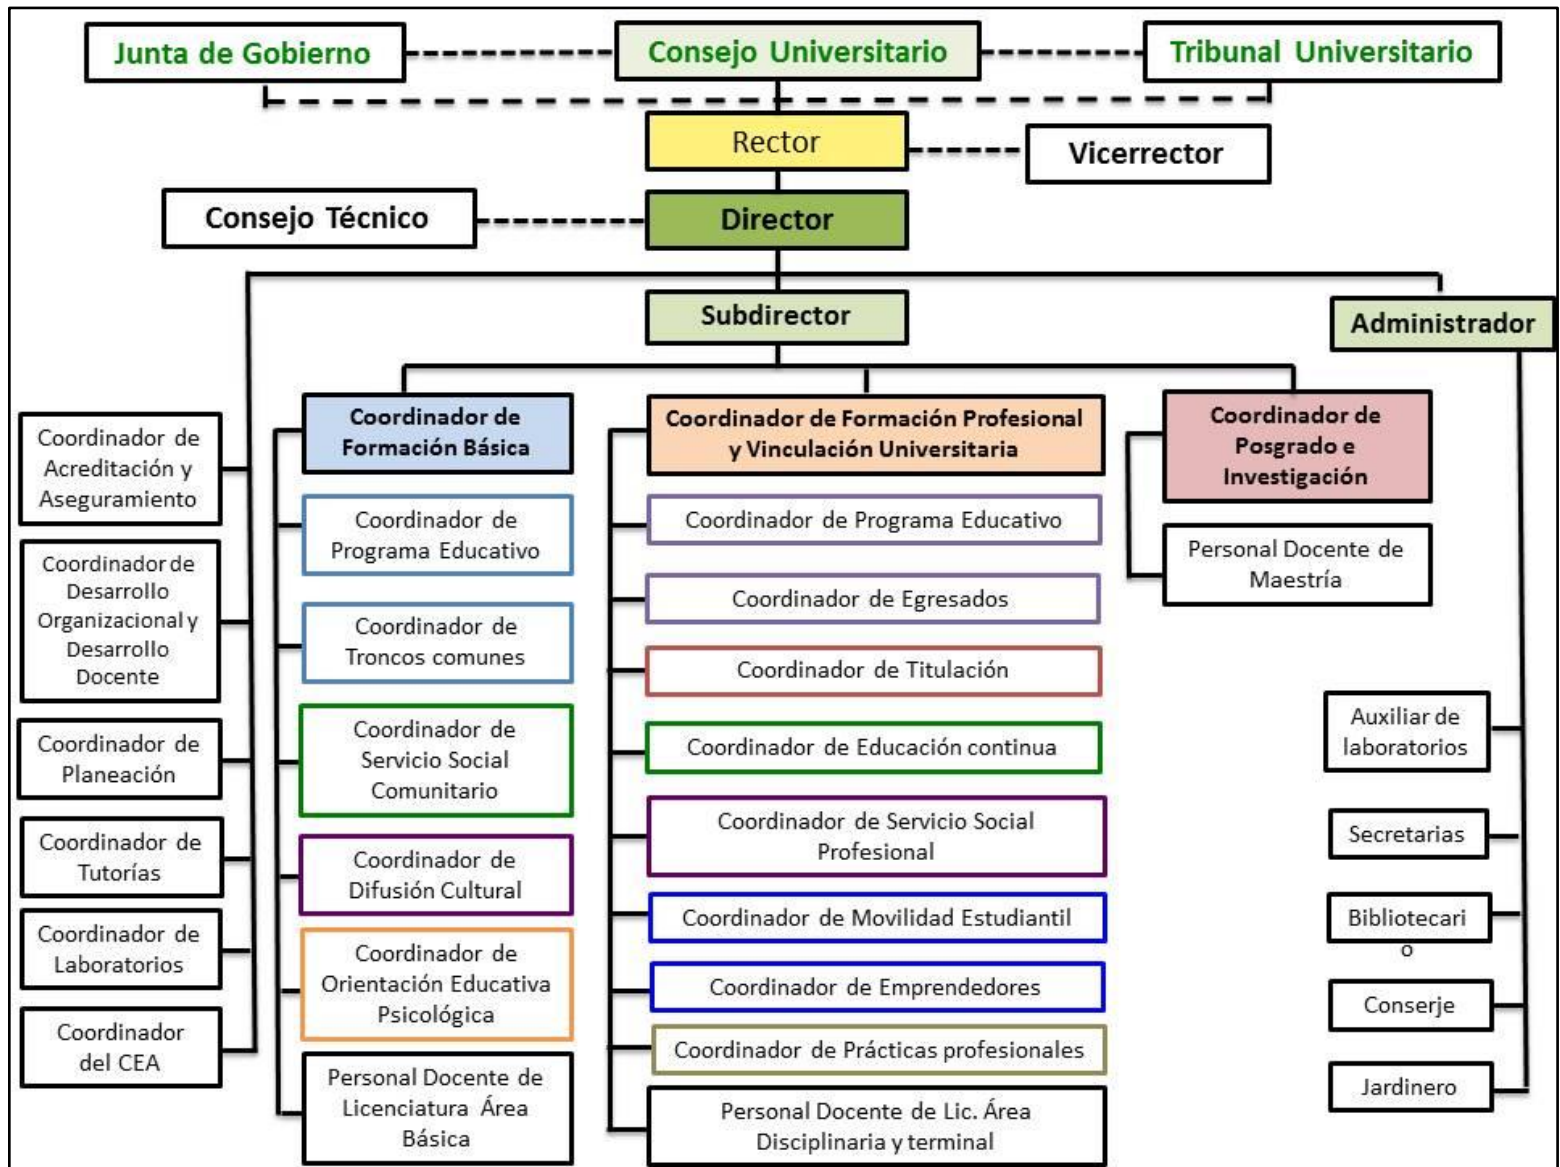 Junta de Gobierno
Consejo Universitario
Tribunal Universitario
Rector
Vicerrector
Consejo Técnico
Director
Subdirector
Administrador
Coordinador de
Acreditación y
Aseguramiento
Coordinador de
Desarrollo
Organizacional y
Desarrollo
Docente
Coordinador de
Planeación
Coordinador de
Tutorías
Coordinador de
Laboratorios
Coordinador
del CEA
Coordinador de
Formación Básica
Coordinador de
Programa Educativo
Coordinador de
Troncos comunes
Coordinador de
Servicio Social
Comunitario
Coordinador de
Difusión Cultural
Coordinador de
Orientación Educativa
Psicológica
Personal Docente de
Licenciatura Área
Básica
Coordinador de Formación Profesional
y Vinculación Universitaria
Coordinador de Programa Educativo
Coordinador de Egresados
Coordinador de Titulación
Coordinador de Educación continua
Coordinador de Servicio Social
Profesional
Coordinador de Movilidad Estudiantil
Coordinador de Emprendedores
Coordinador de Prácticas profesionales
Personal Docente de Lic. Área
Disciplinaria y terminal
Coordinador de
Posgrado e
Investigación
Personal Docente de
Maestría
Auxiliar de
laboratorios
Secretarias
Bibliotecari
o
Conserje
Jardinero